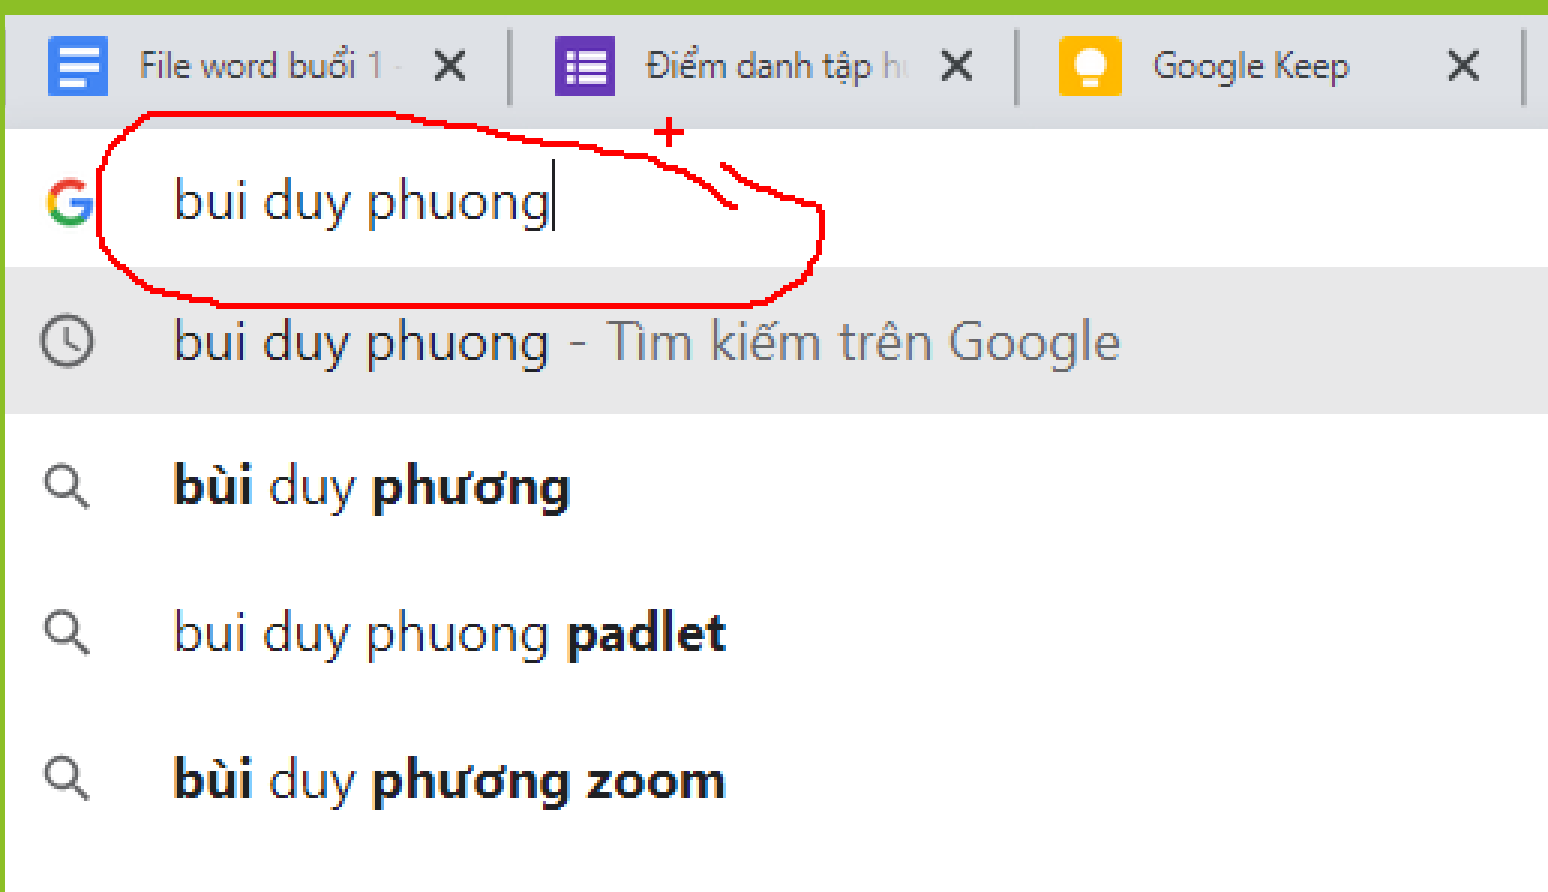 File word buổi 1 -
Điểm danh tập
Google Keep
bui duy phuong
bui duy phuong - Tìm kiếm trên Google
bùi duy phương
bui duy phuong padlet
bùi duy phương zoom